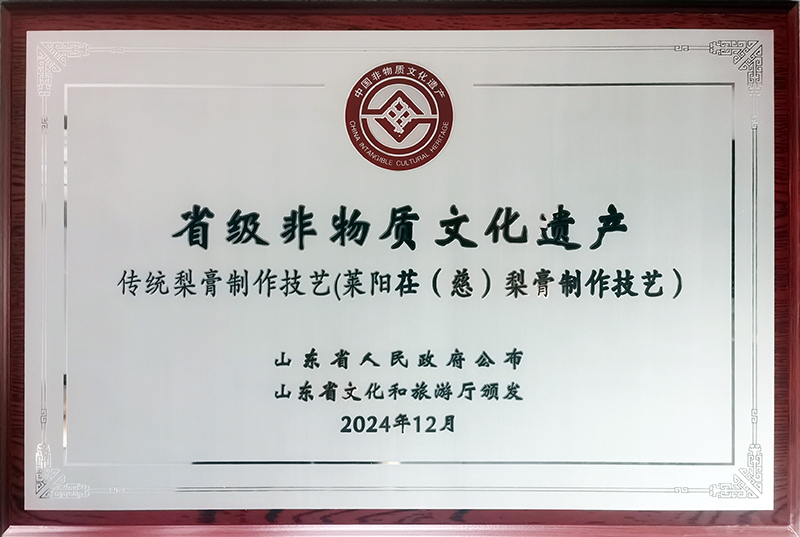 中国非物质文化遗产
CHINA INTANGIBLE CULTURAL HERITAGE
省级非物质文化遗产
传统梨膏制作技艺(莱阳茌（慈）梨膏制作技艺）
山东省人民政府公布
山东省文化和旅游厅颁发
2024年12月